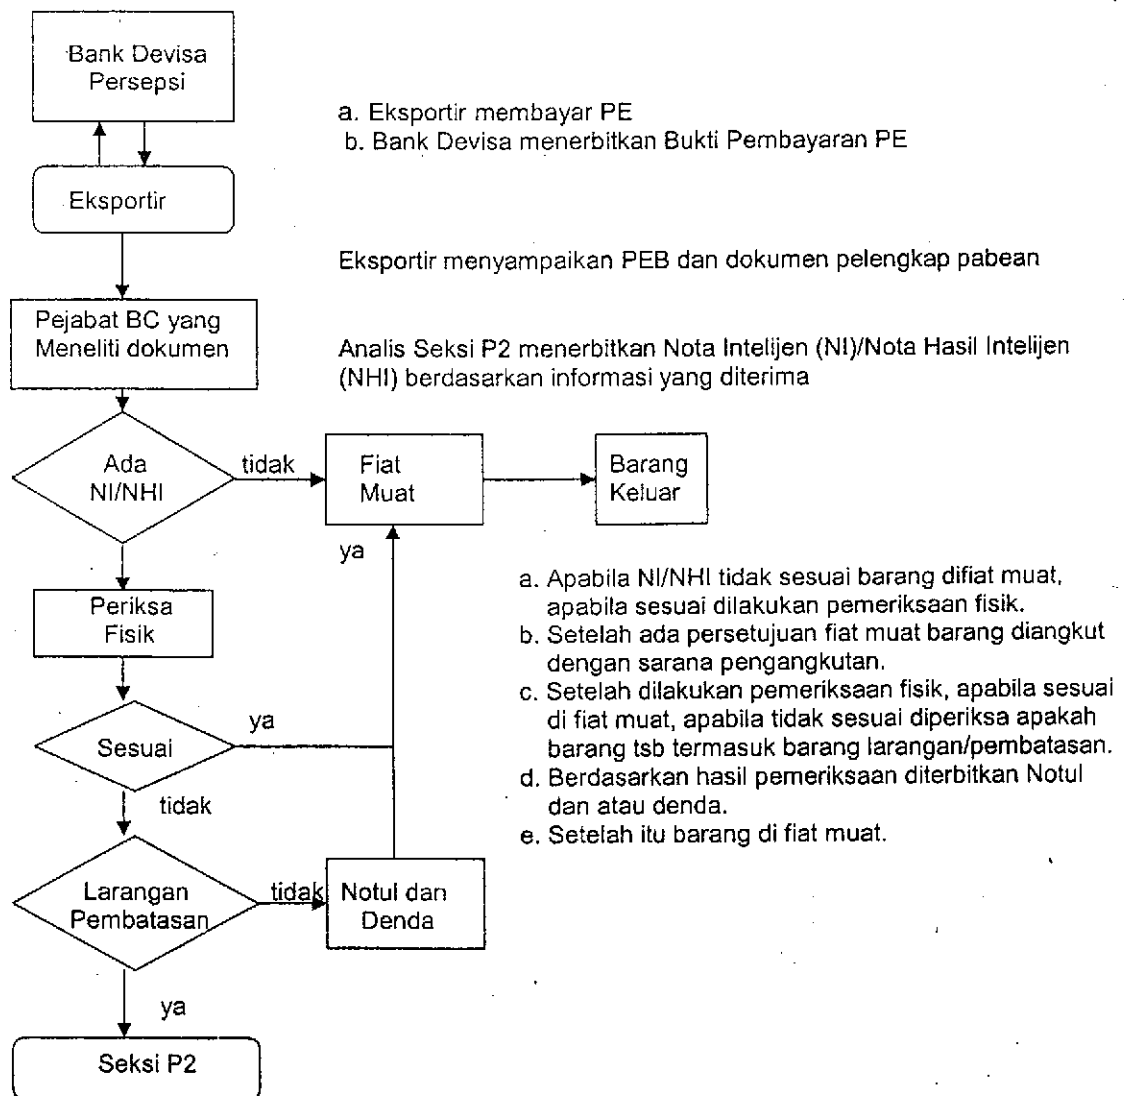 Bank Devisa
Persepsi
a. Eksportir membayar PE
b. Bank Devisa menerbitkan Bukti Pembayaran PE
Eksportir
Eksportir menyampaikan PEB dan dokumen pelengkap pabean
Pejabat BC yang
Meneliti dokumen
Analis Seksi P2 menerbitkan Nota Intelijen (NI)/Nota Hasil Intelijen
(NHI) berdasarkan informasi yang diterima
Ada
NI/NHI
tidak
Fiat
Muat
Barang
Keluar
ya
Periksa
Fisik
a. Apabila NI/NHI tidak sesuai barang difiat muat,
apabila sesuai dilakukan pemeriksaan fisik.
b. Setelah ada persetujuan fiat muat barang diangkut
dengan sarana pengangkutan.
c. Setelah dilakukan pemeriksaan fisik, apabila sesuai
di fiat muat, apabila tidak sesuai diperiksa apakah
barang tsb termasuk barang larangan/pembatasan.
d. Berdasarkan hasil pemeriksaan diterbitkan Notul
dan atau denda.
e. Setelah itu barang di fiat muat.
Sesuai
ya
tidak
Larangan
Pembatasan
tidak
Notul dan
Denda
ya
Seksi P2